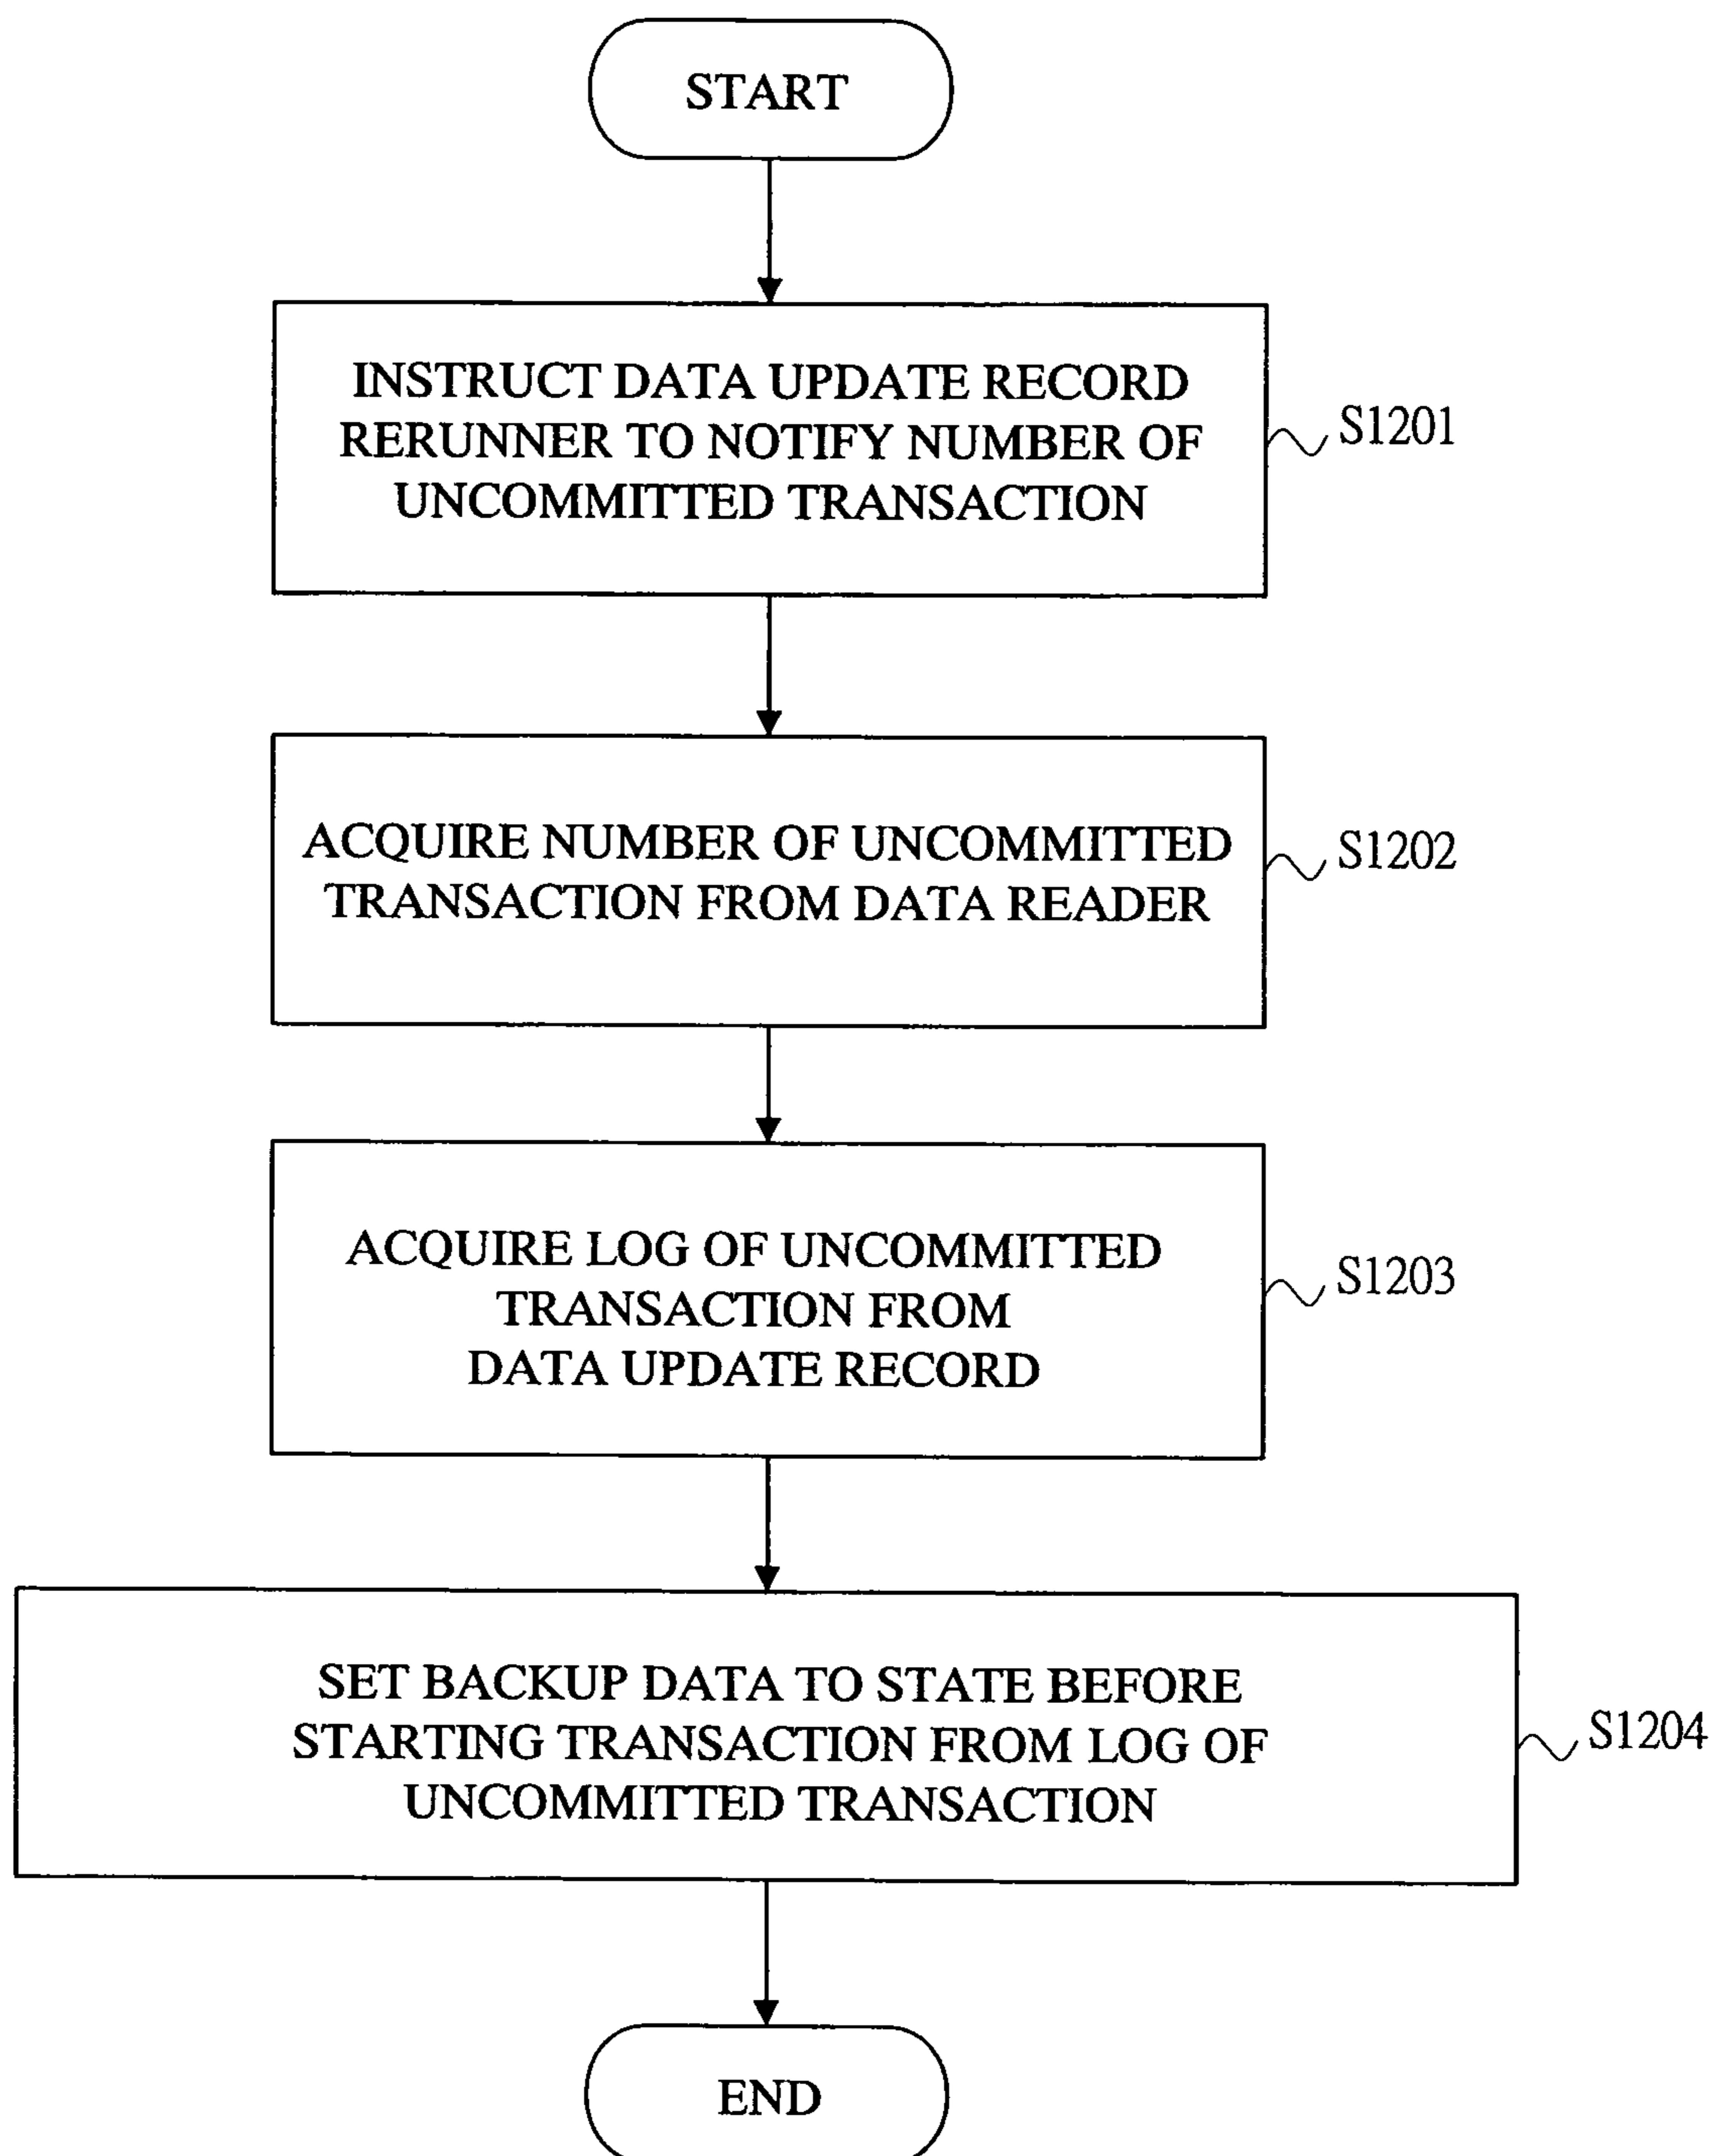 START
INSTRUCT DATA UPDATE RECORD
RERUNNER TO NOTIFY NUMBER OF
UNCOMMITTED TRANSACTION
S1201
ACQUIRE NUMBER OF UNCOMMITTED
TRANSACTION FROM DATA READER
S1202
ACQUIRE LOG OF UNCOMMITTED
TRANSACTION FROM
DATA UPDATE RECORD
S1203
SET BACKUP DATA TO STATE BEFORE
STARTING TRANSACTION FROM LOG OF
UNCOMMITTED TRANSACTION
S1204
END